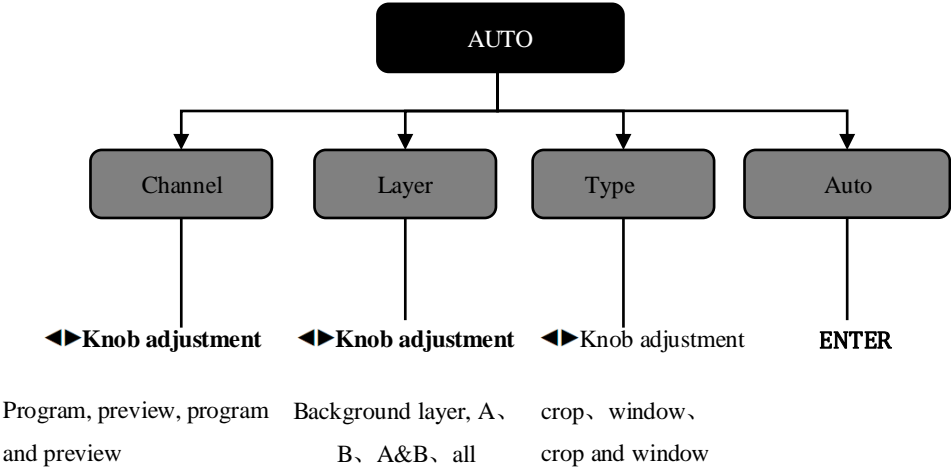 AUTO
Channel
Layer
Type
Auto
◀▶Knob adjustment
◀▶Knob adjustment
◀▶Knob adjustment
ENTER
Program, preview, program
and preview
Background layer, A、
B、A&B、all
crop、window、
crop and window